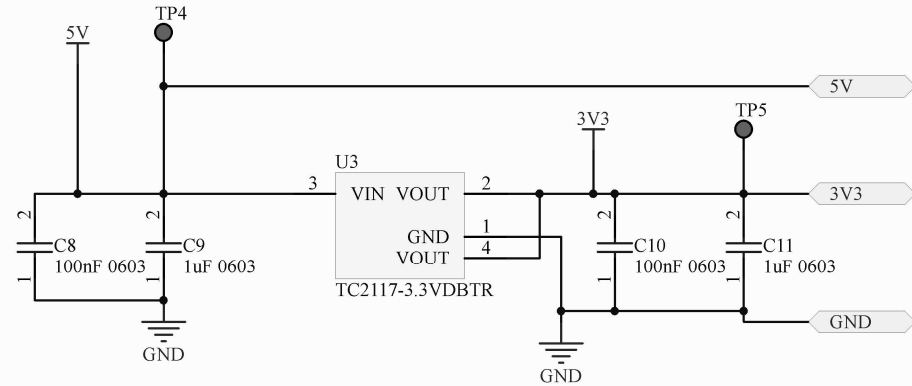 TP4
5V
5V
TP5
3V3
U3
3 VIN VOUT 2
3V3
GND 1
VOUT 4
TC2117-3.3VDBTR
2 C8 1
100nF 0603
2 C9 1
1uF 0603
2 C10 1
100nF 0603
2 C11 1
1uF 0603
GND
GND
GND